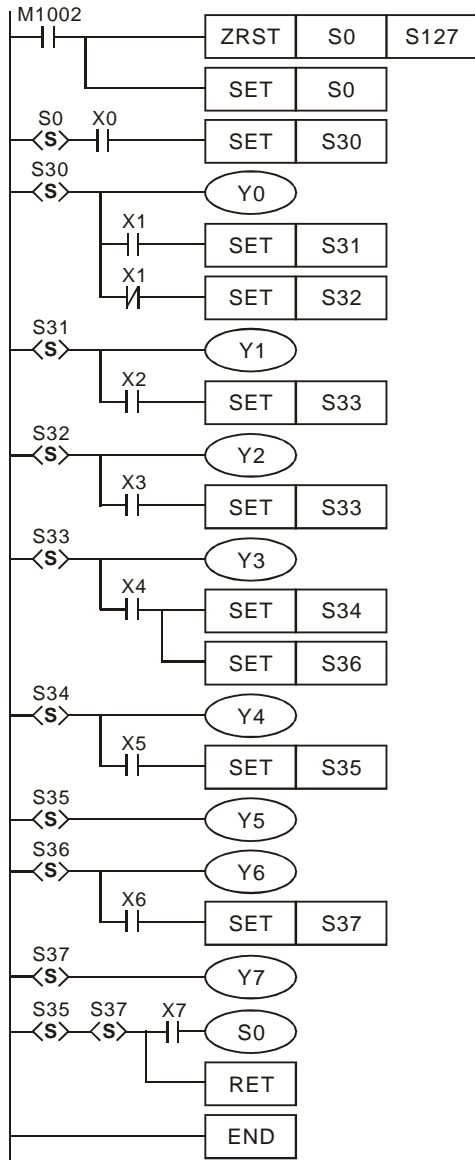 M1002
ZRST S0 S127
SET S0
S0 X0
S SET S30
S30
S Y0
X1
SET S31
X1
SET S32
S31
S Y1
X2
SET S33
S32
S Y2
X3
SET S33
S33
S Y3
X4
SET S34
SET S36
S34
S Y4
X5
SET S35
S35
S Y5
S36
S Y6
X6
SET S37
S37
S Y7
S35 S37 X7
S S S0
RET
END